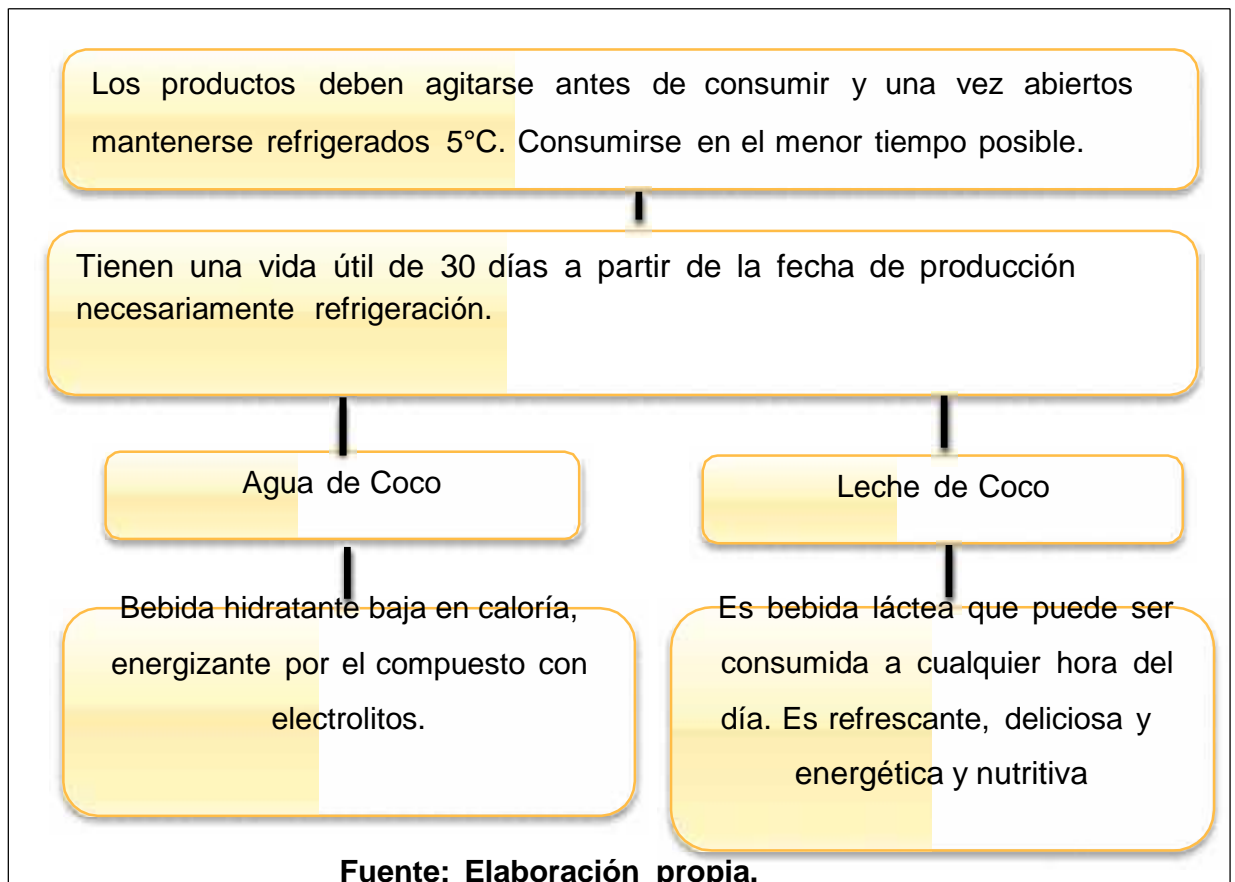 Los productos deben agitarse antes de consumir y una vez abiertos
mantenerse refrigerados 5°C. Consumirse en el menor tiempo posible.
Tienen una vida útil de 30 días a partir de la fecha de producción
necesariamente refrigeración.
Agua de Coco
Leche de Coco
Bebida hidratante baja en caloría,
energizante por el compuesto con
electrolitos.
Es bebida láctea que puede ser
consumida a cualquier hora del
día. Es refrescante, deliciosa y
energética y nutritiva
Fuente: Elaboración propia.